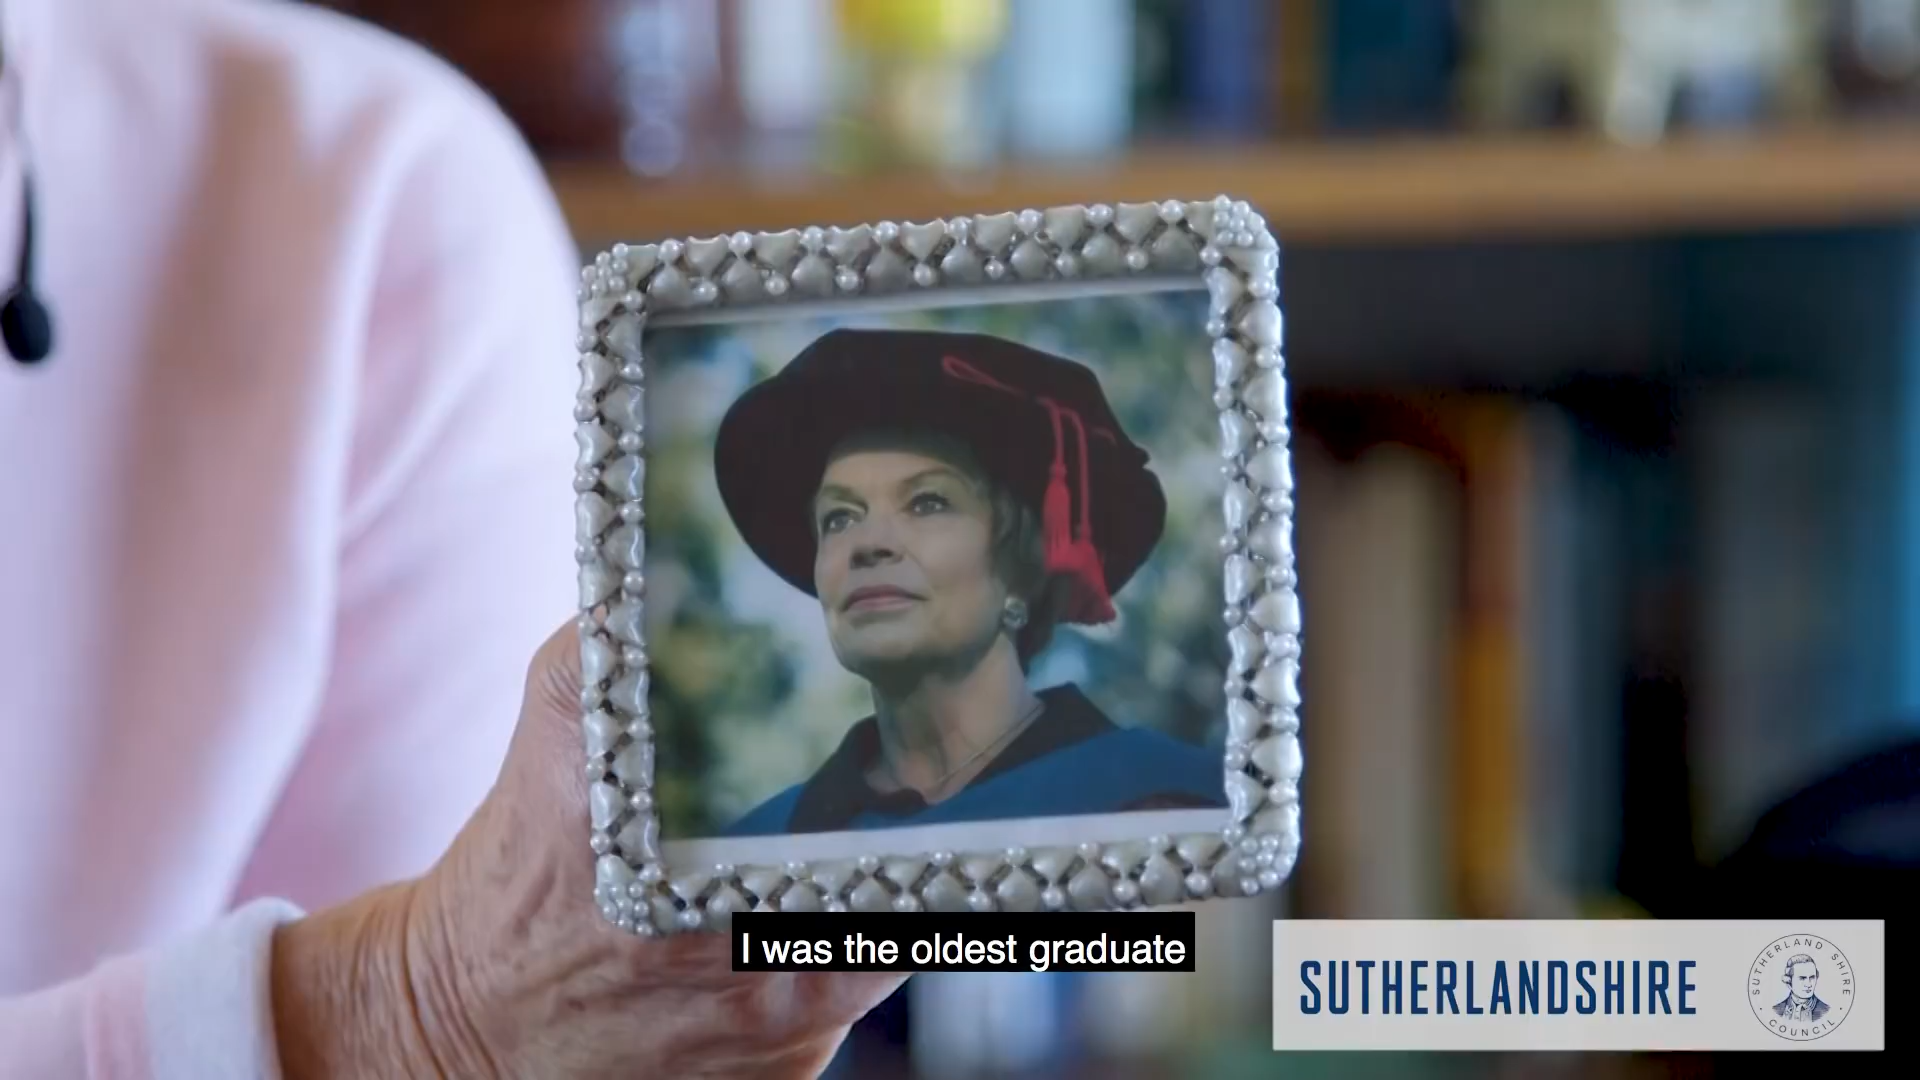 I was the oldest graduate
SUTHERLANDSHIRE
SUTHERLAND SHIRE
COUNCIL